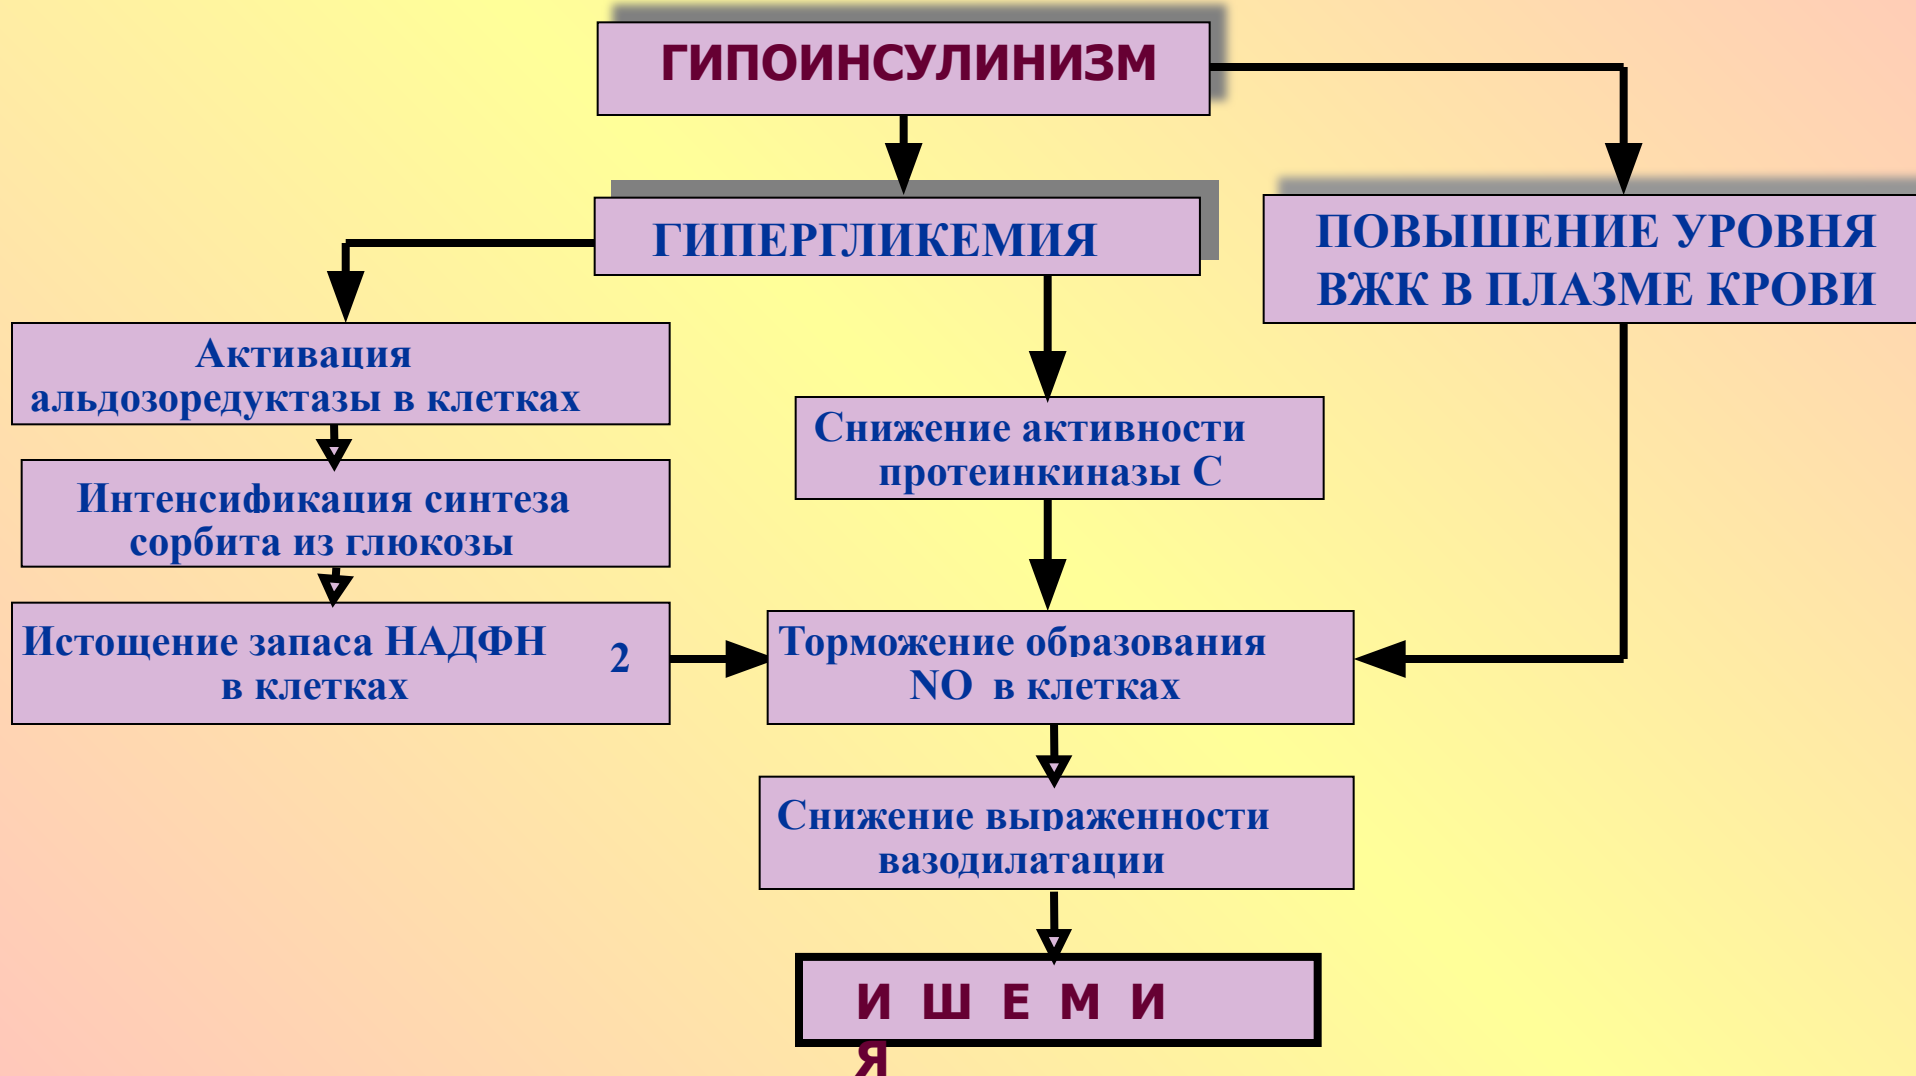 ГИПОИНСУЛИНИЗМ
ГИПЕРГЛИКЕМИЯ
ПОВЫШЕНИЕ УРОВНЯ
ВЖК В ПЛАЗМЕ КРОВИ
Активация
альдозоредуктазы в клетках
Снижение активности
протеинкиназы С
Интенсификация синтеза
сорбита из глюкозы
Истощение запаса НАДФН 2
в клетках
Торможение образования
NO в клетках
Снижение выраженности
вазодилатации
И Ш Е М И
Я